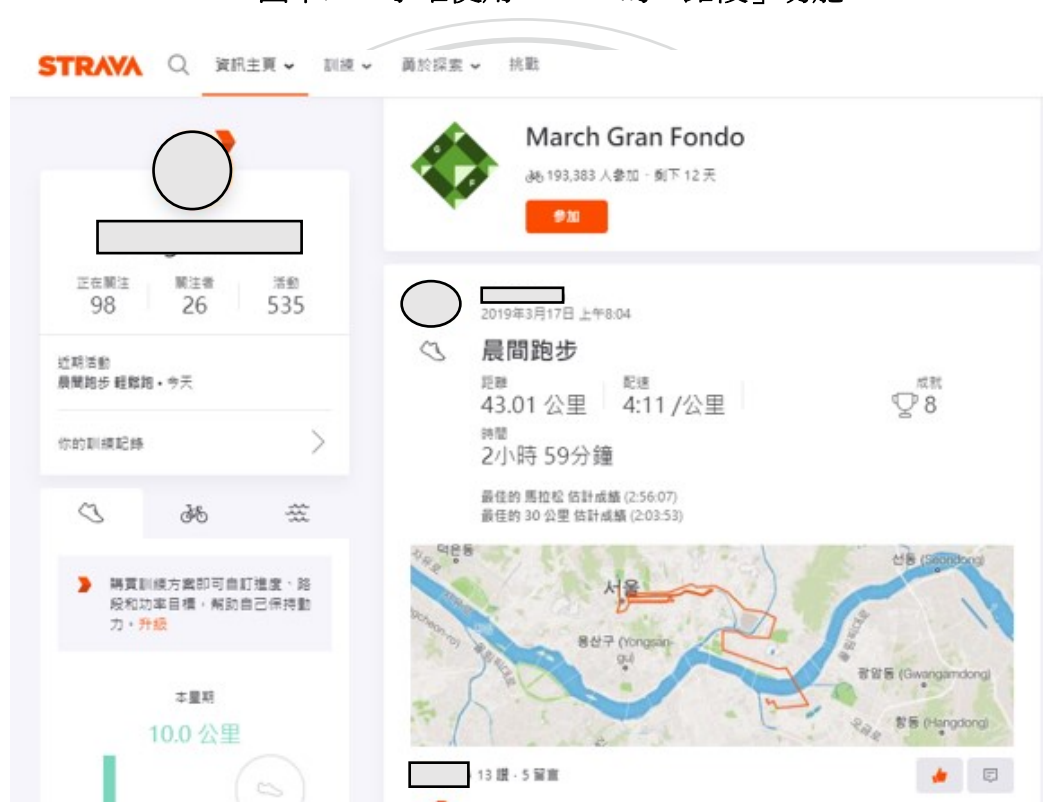 STRAVA 資訊主頁 訓練 勇於探索 挑戰
March Gran Fondo
193,383 人參加 · 剩下 12 天
參加
正在關注 關注者 活動
98 26 535
近期活動
晨間跑步 輕鬆跑 • 今天
你的訓練記錄
購買訓練方案即可自訂進度、路
段和功率目標，幫助自己保持動
力。升級
本星期
10.0 公里
2019年3月17日 上午8:04
晨間跑步
距離 配速 成就
43.01 公里 4:11 /公里 8
時間
2小時 59分鐘
最佳的 馬拉松 估計成績 (2:56:07)
最佳的 30 公里 估計成績 (2:03:53)
덕은동
서울
용산구 (Yongsan-
gu)
선동 (Seondong)
광암동 (Gwangamdong)
항동 (Hangdong)
13 讚 · 5 留言